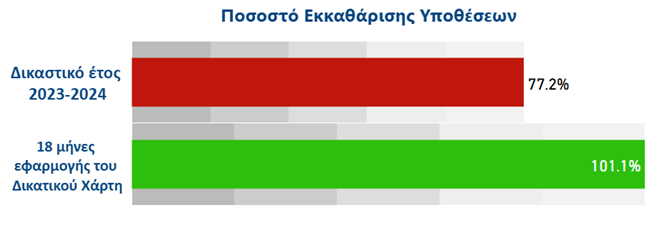 Ποσοστό Εκκαθάρισης Υποθέσεων
Δικαστικό έτος
2023-2024
77.2%
18 μήνες
εφαρμογής του
Δικατικού Χάρτη
101.1%